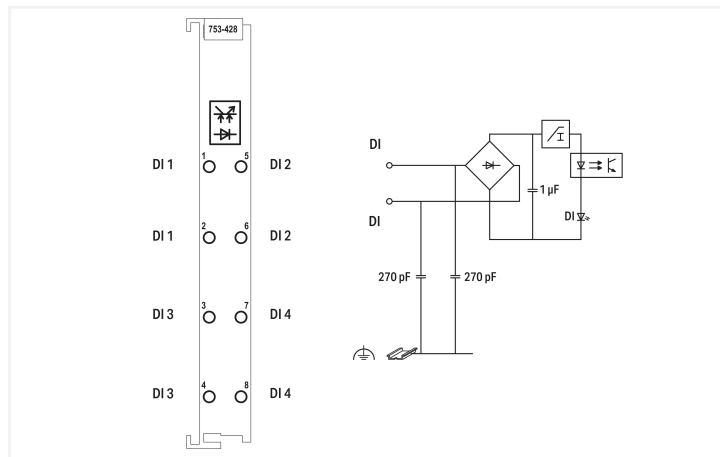 753-428
DI 1 1 5 DI 2
DI 1 2 6 DI 2
DI 3 3 7 DI 4
DI 3 4 8 DI 4
DI
DI
I
1 µF
DI
270 pF 270 pF